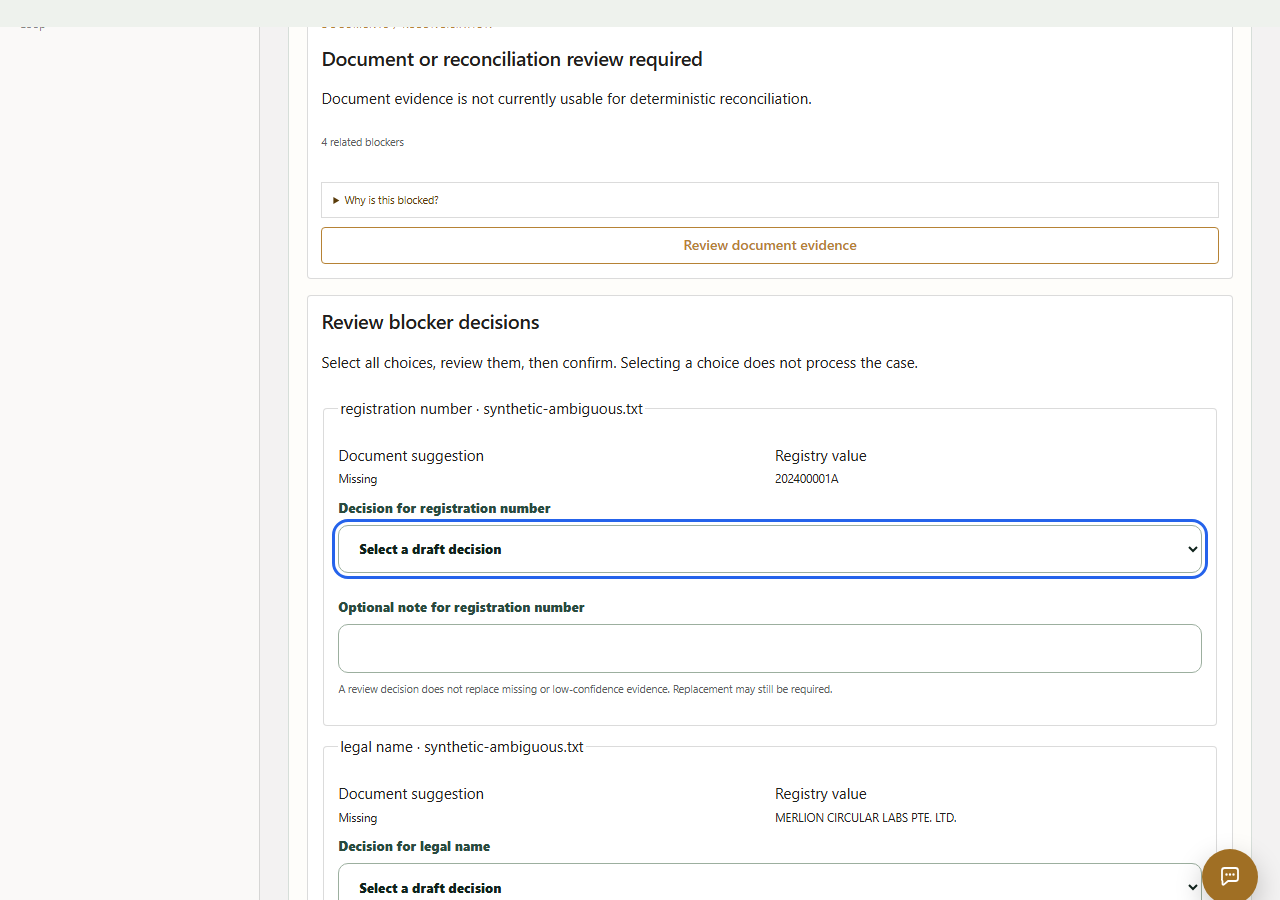 Document or reconciliation review required
Document evidence is not currently usable for deterministic reconciliation.
4 related blockers
Why is this blocked?
Review document evidence
Review blocker decisions
Select all choices, review them, then confirm. Selecting a choice does not process the case.
registration number · synthetic-ambiguous.txt
Document suggestion
Registry value
Missing
202400001A
Decision for registration number
Select a draft decision
Optional note for registration number
A review decision does not replace missing or low-confidence evidence. Replacement may still be required.
legal name · synthetic-ambiguous.txt
Document suggestion
Registry value
Missing
MERLION CIRCULAR LABS PTE. LTD.
Decision for legal name
Select a draft decision